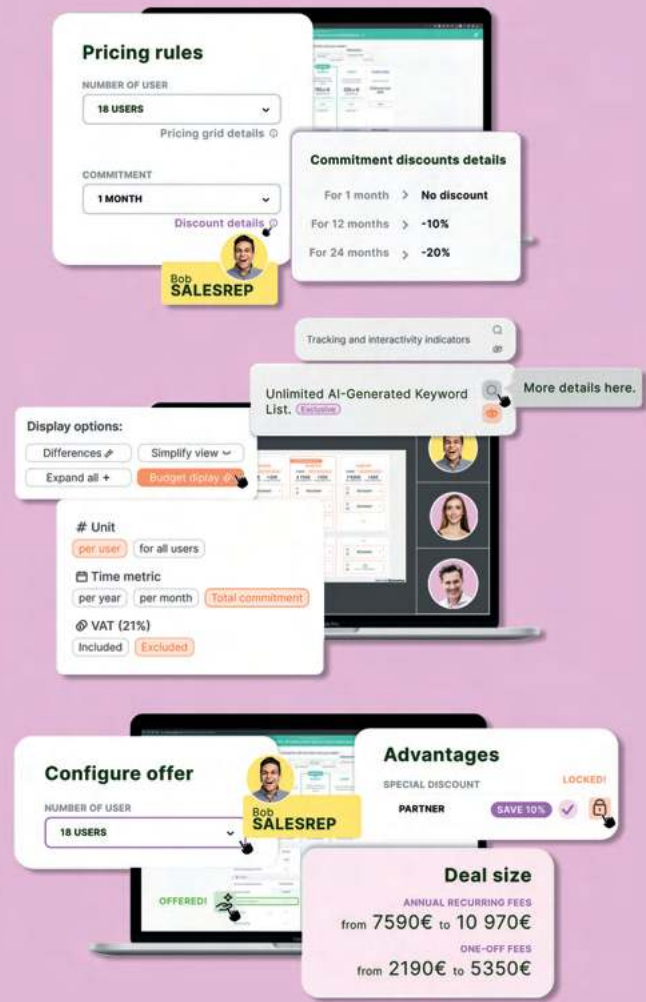 Pricing rules
NUMBER OF USER
18 USERS
Pricing grid details
COMMITMENT
1 MONTH
Discount details
Bob
SALESREP
Commitment discounts details
For 1 month > No discount
For 12 months > -10%
For 24 months > -20%
Tracking and interactivity indicators
Unlimited AI-Generated Keyword
List. Exclusive
More details here.
Display options:
Differences
Simplify view
Expand all +
Budget diplay
# Unit
per user
for all users
Time metric
per year
per month
Total commitment
VAT (21%)
Included
Excluded
Configure offer
NUMBER OF USER
18 USERS
Bob
SALESREP
Advantages
SPECIAL DISCOUNT
LOCKED!
PARTNER
SAVE 10%
OFFERED!
Deal size
ANNUAL RECURRING FEES
from 7590€ to 10 970€
ONE-OFF FEES
from 2190€ to 5350€